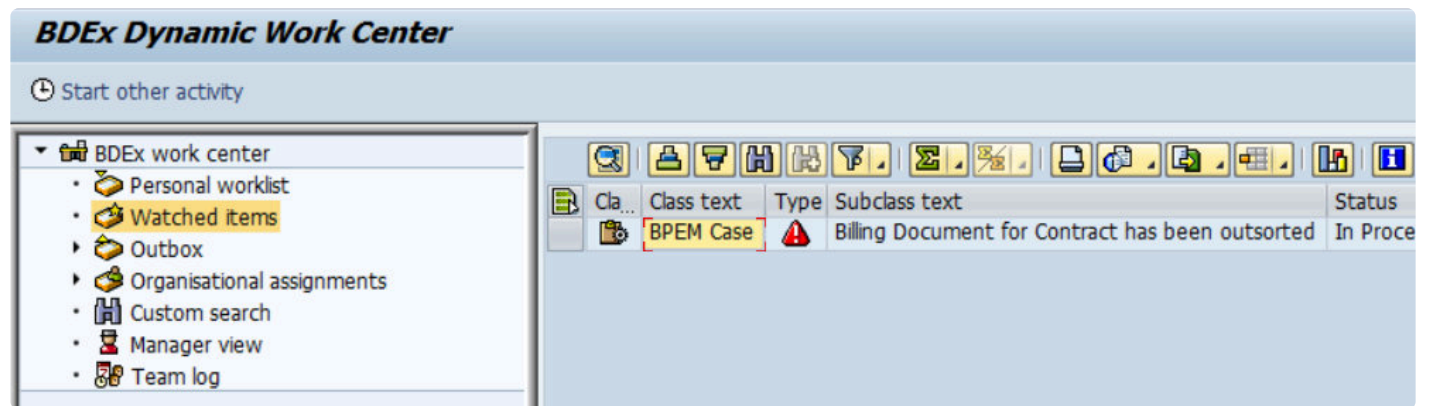 BDEx Dynamic Work Center
Start other activity
BDEx work center
Personal worklist
Watched items
Outbox
Organisational assignments
Custom search
Manager view
Team log
Cla... Class text Type Subclass text Status
BPEM Case Billing Document for Contract has been outsorted In Proce